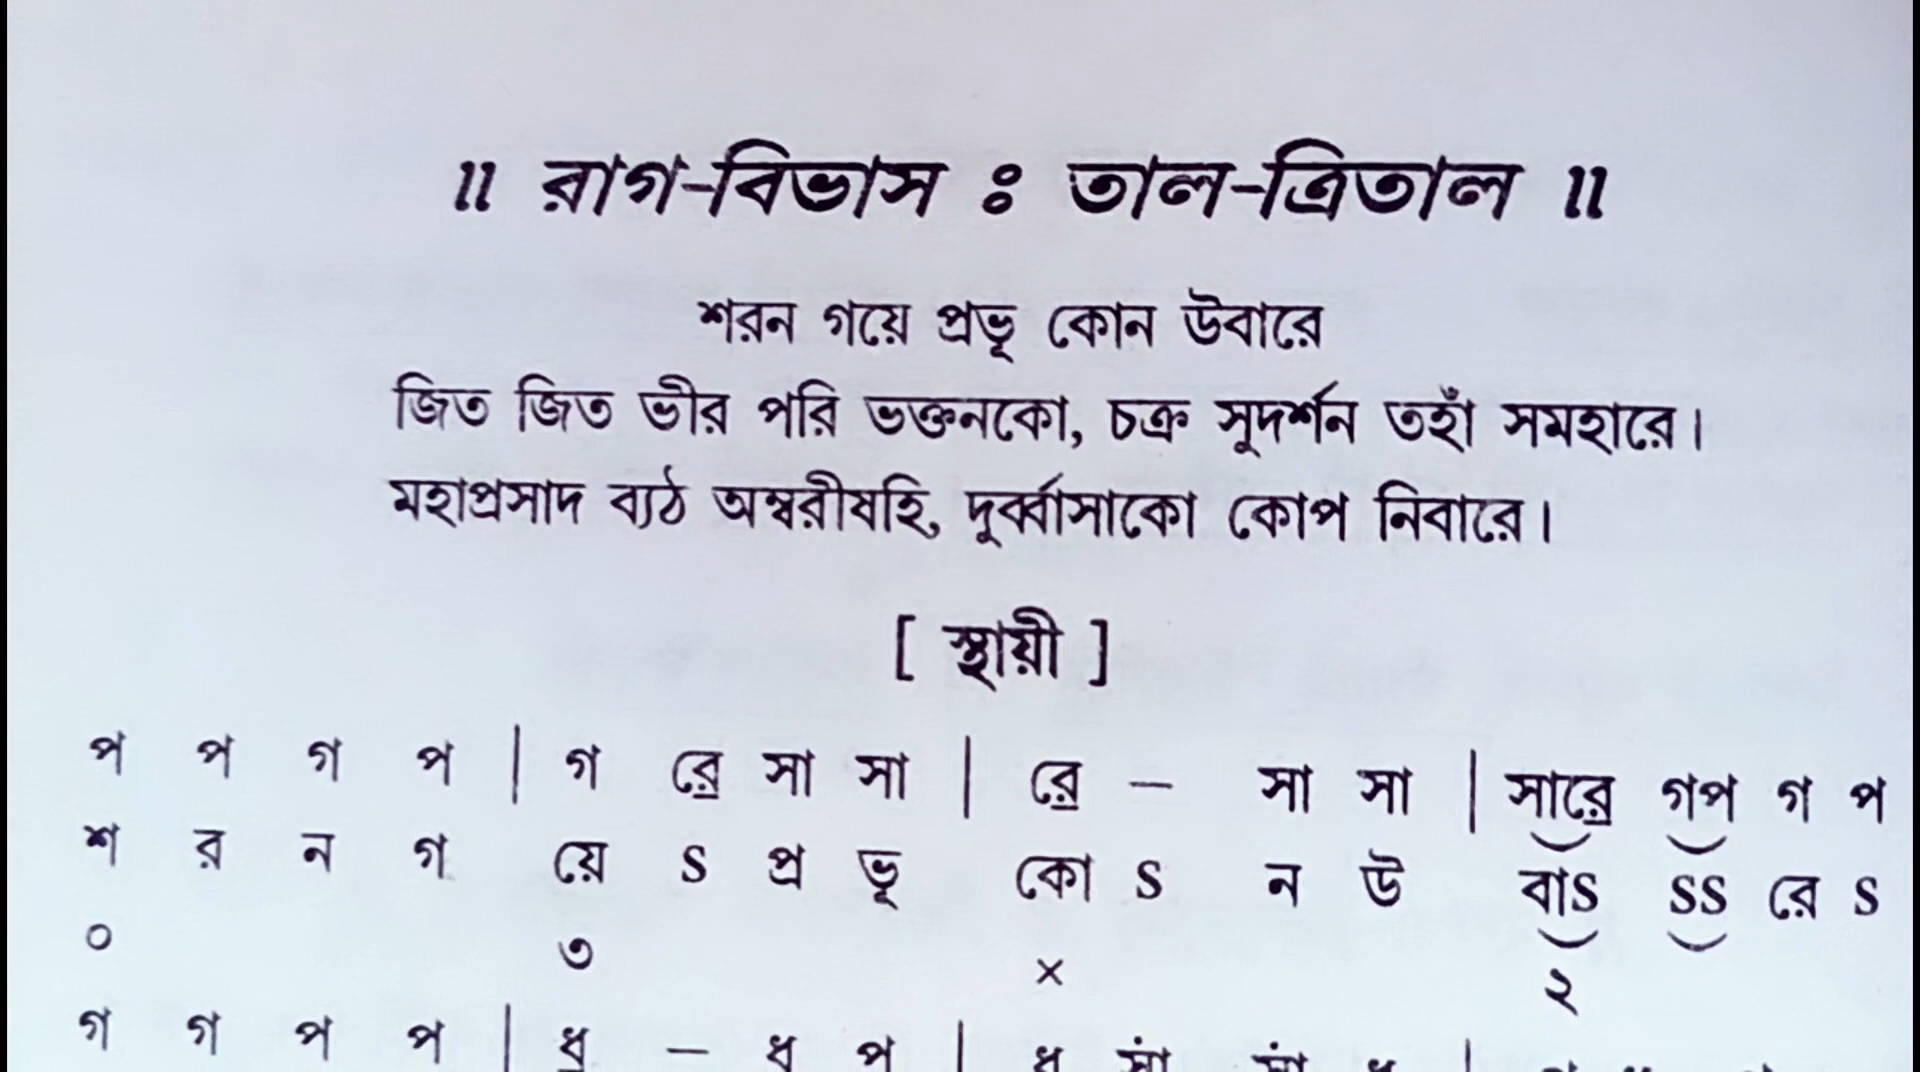 ॥ রাগ-বিভাস ঃ তাল-ত্রিতাল ॥
শরন গয়ে প্রভূ কোন উবারে
জিত জিত ভীর পরি ভক্তনকো, চক্র সুদর্শন তহাঁ সমহারে।
মহাপ্রসাদ ব্যঠ অম্বরীষহি, দুর্ব্বাসাকো কোপ নিবারে।
[ স্থায়ী ]
প প গ প | গ রে̱ সা সা | রে̱ – সা সা | সারে̱ গপ গ প
শ র ন গ য়ে S প্র ভূ কো S ন উ বাS SS রে S
০ ৩ × ২
গ গ প প | ধ̱ – ধ প | ধ র্সা র্সা ধ |